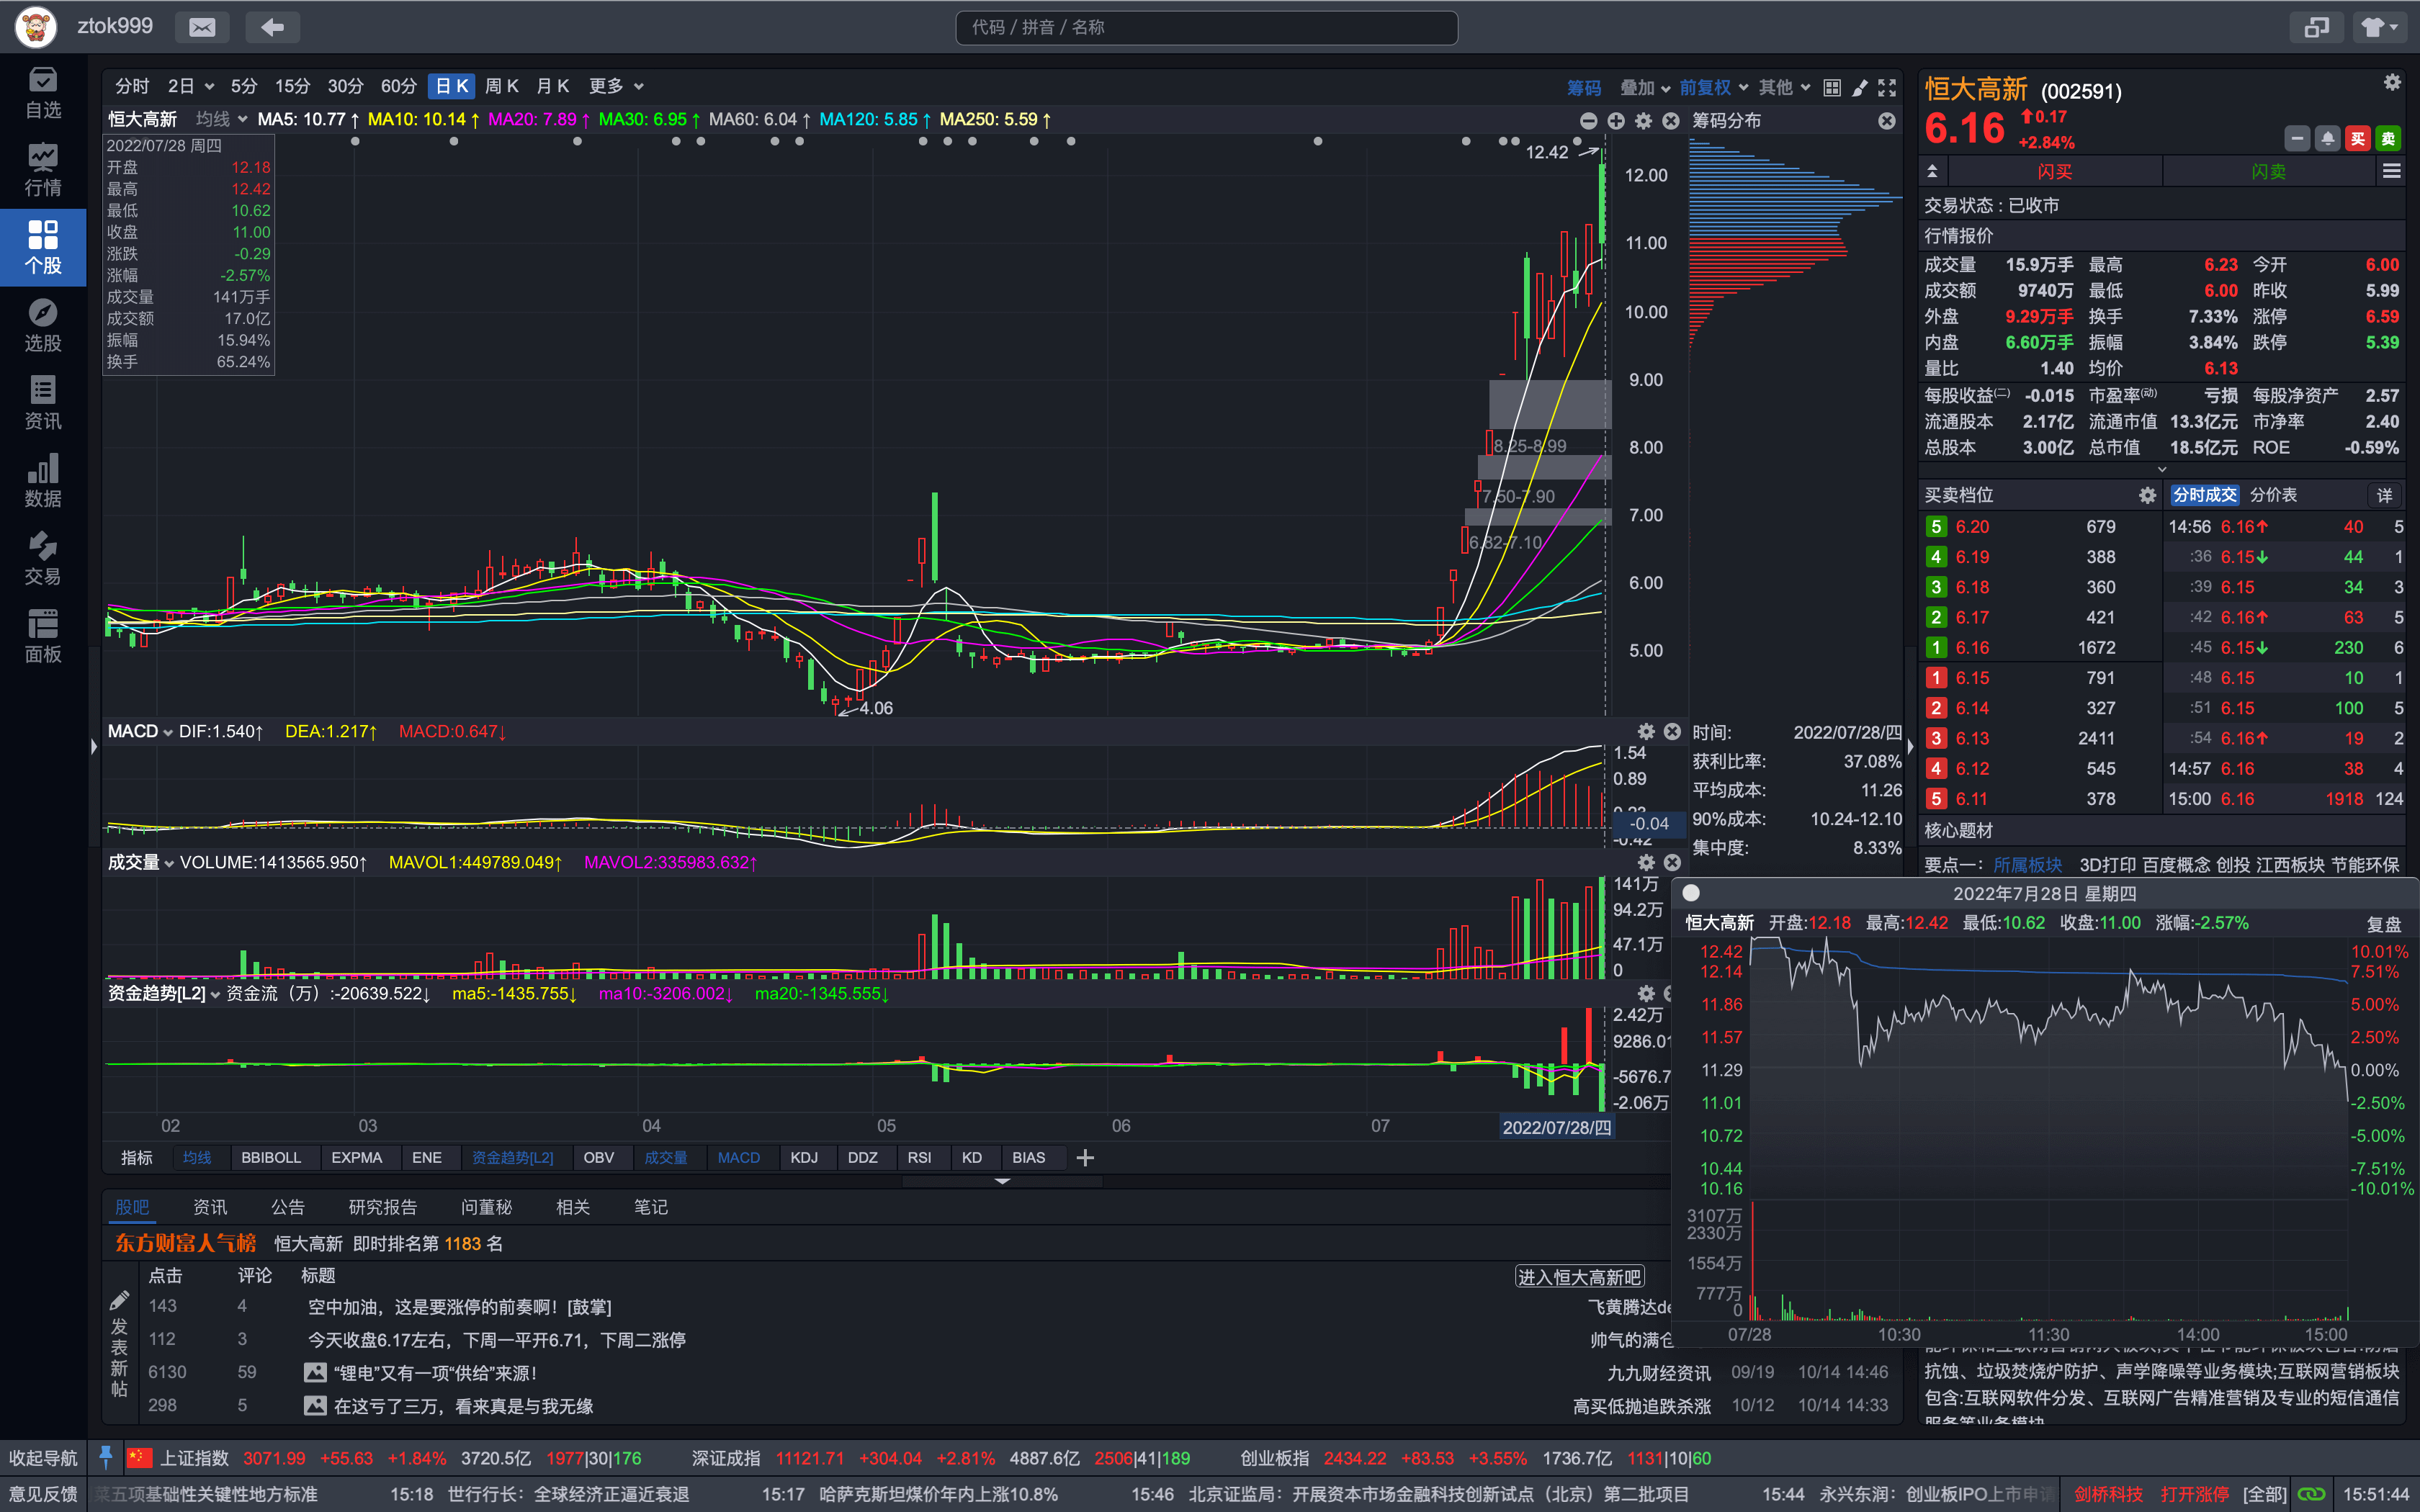 ztok999
代码 / 拼音 / 名称
自选
行情
个股
选股
资讯
数据
交易
面板
分时 2日 5分 15分 30分 60分 日K 周K 月K 更多
筹码 叠加 前复权 其他
恒大高新 均线 MA5: 10.77↑ MA10: 10.14↑ MA20: 7.89↑ MA30: 6.95↑ MA60: 6.04↑ MA120: 5.85↑ MA250: 5.59↑
筹码分布
2022/07/28 周四
开盘 12.18
最高 12.42
最低 10.62
收盘 11.00
涨跌 -0.29
涨幅 -2.57%
成交量 141万手
成交额 17.0亿
振幅 15.94%
换手 65.24%
12.42
12.00
11.00
10.00
9.00
8.00
7.00
6.00
5.00
8.25-8.99
7.50-7.90
6.82-7.10
4.06
MACD DIF:1.540↑ DEA:1.217↑ MACD:0.647↓
1.54
0.89
-0.04
-0.42
时间: 2022/07/28/四
获利比率: 37.08%
平均成本: 11.26
90%成本: 10.24-12.10
集中度: 8.33%
成交量 VOLUME:1413565.950↑ MAVOL1:449789.049↑ MAVOL2:335983.632↑
141万
94.2万
47.1万
0
资金趋势[L2] 资金流（万）:-20639.522↓ ma5:-1435.755↓ ma10:-3206.002↓ ma20:-1345.555↓
2.42万
9286.01
-5676.7
-2.06万
02 03 04 05 06 07 2022/07/28/四
指标 均线 BBIBOLL EXPMA ENE 资金趋势[L2] OBV 成交量 MACD KDJ DDZ RSI KD BIAS
股吧 资讯 公告 研究报告 问董秘 相关 笔记
东方财富人气榜 恒大高新 即时排名第 1183 名
点击 评论 标题 进入恒大高新吧
发表新帖
143 4 空中加油，这是要涨停的前奏啊！[鼓掌] 飞黄腾达de
112 3 今天收盘6.17左右，下周一平开6.71，下周二涨停 帅气的满仓
6130 59 “锂电”又有一项“供给”来源！ 九九财经资讯 09/19 10/14 14:46
298 5 在这亏了三万，看来真是与我无缘 高买低抛追跌杀涨 10/12 10/14 14:33
恒大高新 (002591)
6.16 0.17
+2.84%
买 卖
闪买 闪卖
交易状态：已收市
行情报价
成交量 15.9万手 最高 6.23 今开 6.00
成交额 9740万 最低 6.00 昨收 5.99
外盘 9.29万手 换手 7.33% 涨停 6.59
内盘 6.60万手 振幅 3.84% 跌停 5.39
量比 1.40 均价 6.13
每股收益(二) -0.015 市盈率(动) 亏损 每股净资产 2.57
流通股本 2.17亿 流通市值 13.3亿元 市净率 2.40
总股本 3.00亿 总市值 18.5亿元 ROE -0.59%
买卖档位 分时成交 分价表 详
5 6.20 679 14:56 6.16↑ 40 5
4 6.19 388 :36 6.15↓ 44 1
3 6.18 360 :39 6.15 34 3
2 6.17 421 :42 6.16↑ 63 5
1 6.16 1672 :45 6.15↓ 230 6
1 6.15 791 :48 6.15 10 1
2 6.14 327 :51 6.15 100 5
3 6.13 2411 :54 6.16↑ 19 2
4 6.12 545 14:57 6.16 38 4
5 6.11 378 15:00 6.16 1918 124
核心题材
要点一： 所属板块 3D打印 百度概念 创投 江西板块 节能环保
2022年7月28日 星期四
恒大高新 开盘:12.18 最高:12.42 最低:10.62 收盘:11.00 涨幅:-2.57% 复盘
12.42 10.01%
12.14 7.51%
11.86 5.00%
11.57 2.50%
11.29 0.00%
11.01 -2.50%
10.72 -5.00%
10.44 -7.51%
10.16 -10.01%
3107万
2330万
1554万
777万
0
07/28 10:30 11:30 14:00 15:00
抗蚀、垃圾焚烧炉防护、声学降噪等业务模块;互联网营销板块
包含:互联网软件分发、互联网广告精准营销及专业的短信通信
服务等业务模块
收起导航 上证指数 3071.99 +55.63 +1.84% 3720.5亿 1977|30|176 深证成指 11121.71 +304.04 +2.81% 4887.6亿 2506|41|189 创业板指 2434.22 +83.53 +3.55% 1736.7亿 1131|10|60
意见反馈 菜五项基础性关键性地方标准 15:18 世行行长：全球经济正逼近衰退 15:17 哈萨克斯坦煤价年内上涨10.8% 15:46 北京证监局：开展资本市场金融科技创新试点（北京）第二批项目 15:44 永兴东润：创业板IPO上市申请 剑桥科技 打开涨停 [全部] 15:51:44